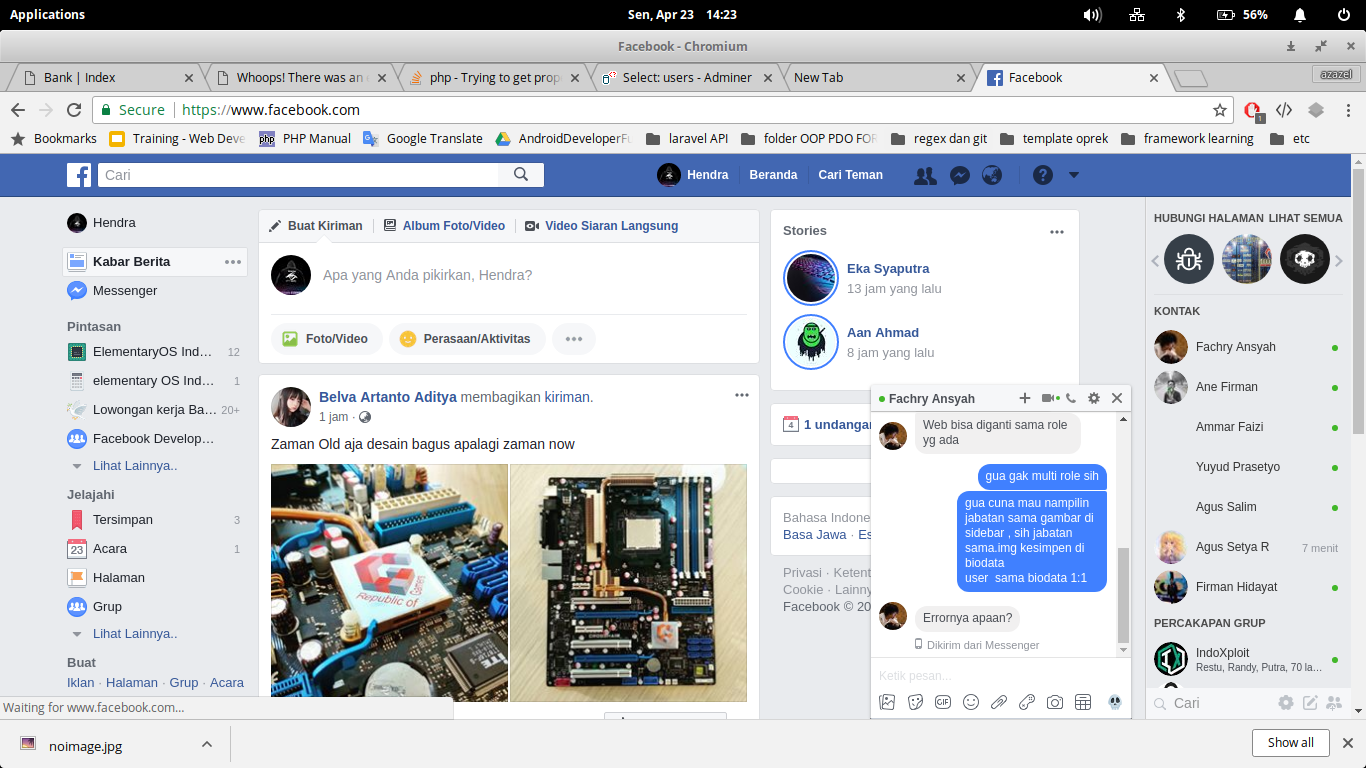 Applications
Sen, Apr 23 14:23
56%
Facebook - Chromium
Bank | Index
Whoops! There was an
php - Trying to get prop
Select: users - Adminer
New Tab
Facebook
azazel
Secure
https://www.facebook.com
1
Bookmarks
Training - Web Deve
php
PHP Manual
Google Translate
AndroidDeveloperFu
laravel API
folder OOP PDO FOR
regex dan git
template oprek
framework learning
etc
Cari
Hendra
Beranda
Cari Teman
Hendra
Kabar Berita
Messenger
Pintasan
ElementaryOS Ind... 12
elementary OS Ind... 1
Lowongan kerja Ba... 20+
Facebook Develop...
Lihat Lainnya..
Jelajahi
Tersimpan 3
23 Acara 1
Halaman
Grup
Lihat Lainnya..
Buat
Iklan · Halaman · Grup · Acara
Buat Kiriman
Album Foto/Video
Video Siaran Langsung
Apa yang Anda pikirkan, Hendra?
Foto/Video
Perasaan/Aktivitas
Belva Artanto Aditya membagikan kiriman.
1 jam ·
Zaman Old aja desain bagus apalagi zaman now
Republic of Gamers
Stories
Eka Syaputra
13 jam yang lalu
Aan Ahmad
8 jam yang lalu
4 1 undangan
Bahasa Indone
Basa Jawa · Es
Privasi · Ketent
Cookie · Lainny
Facebook © 20
Fachry Ansyah
Web bisa diganti sama role
yg ada
gua gak multi role sih
gua cuna mau nampilin
jabatan sama gambar di
sidebar , sih jabatan
sama.img kesimpen di
biodata
user sama biodata 1:1
Errornya apaan?
Dikirim dari Messenger
Ketik pesan...
GIF
HUBUNGI HALAMAN LIHAT SEMUA
KONTAK
Fachry Ansyah
Ane Firman
Ammar Faizi
Yuyud Prasetyo
Agus Salim
Agus Setya R 7 menit
Firman Hidayat
PERCAKAPAN GRUP
IndoXploit
Restu, Randy, Putra, 70 la...
Cari
Waiting for www.facebook.com...
noimage.jpg
Show all